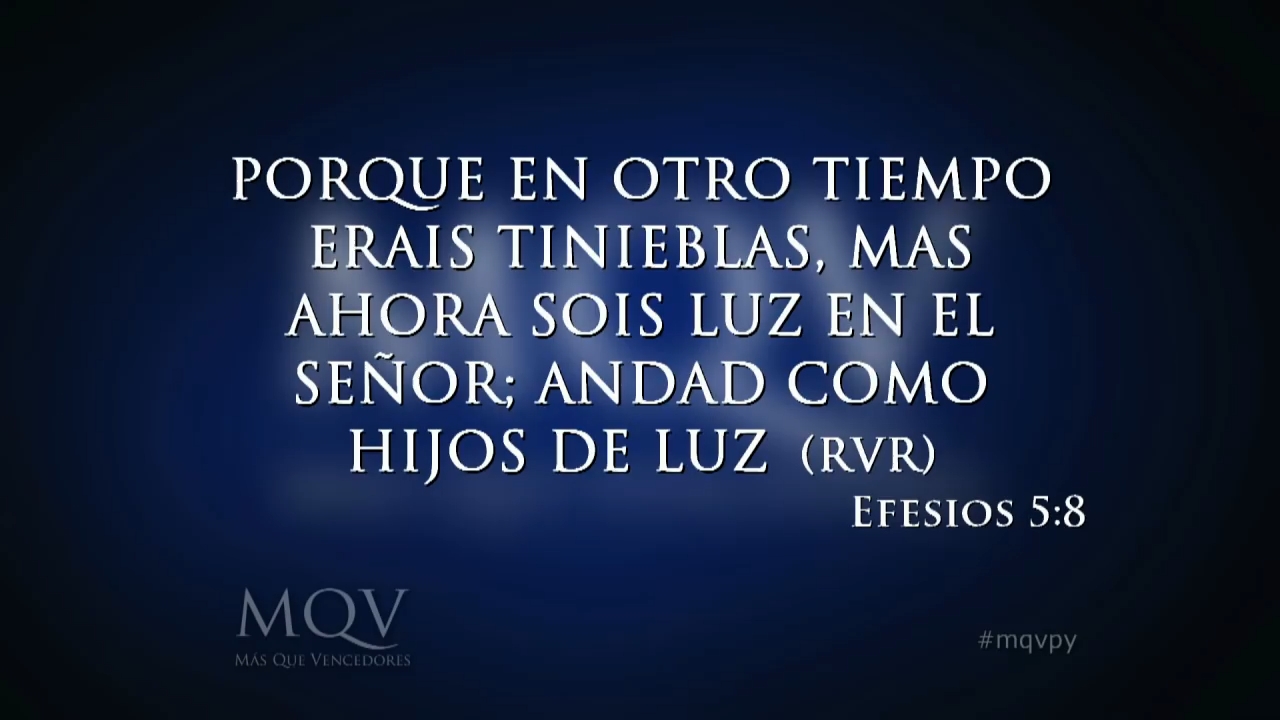 PORQUE EN OTRO TIEMPO
ERAIS TINIEBLAS, MAS
AHORA SOIS LUZ EN EL
SEÑOR; ANDAD COMO
HIJOS DE LUZ (RVR)
EFESIOS 5:8
MQV
MÁS QUE VENCEDORES
#mqvpy